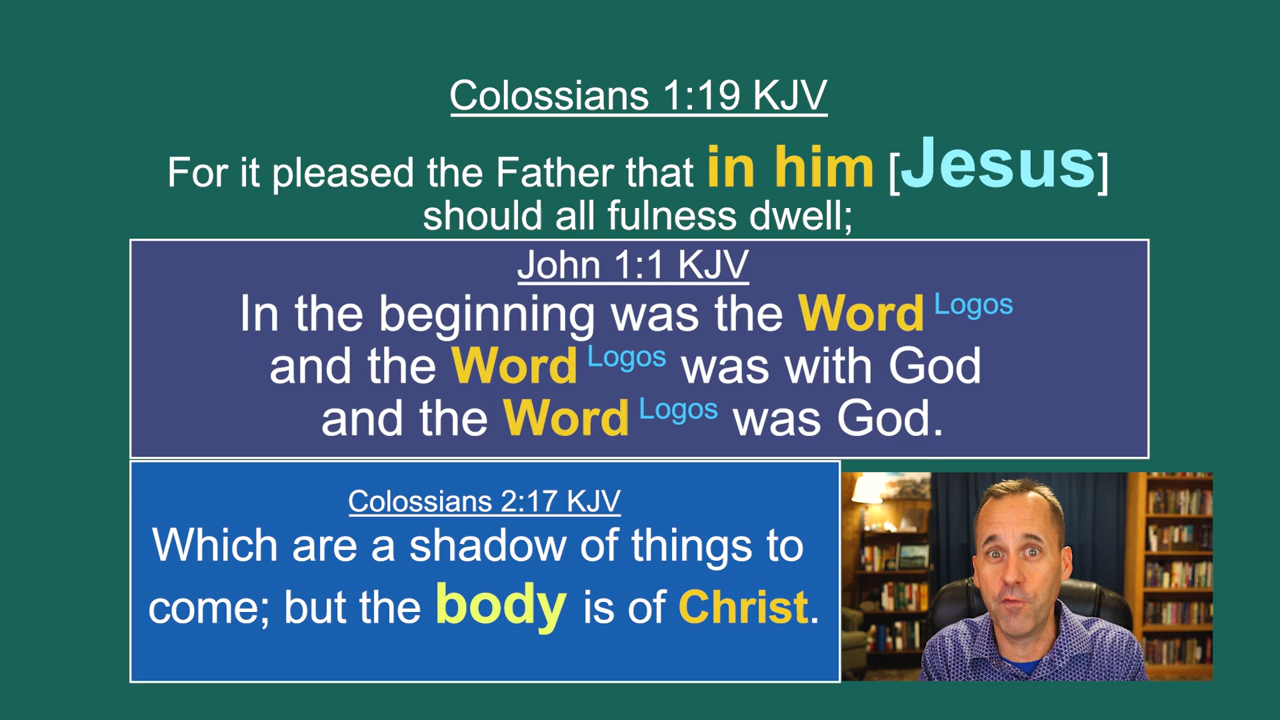 Colossians 1:19 KJV
For it pleased the Father that in him [Jesus]
should all fulness dwell;
John 1:1 KJV
In the beginning was the Word Logos
and the Word Logos was with God
and the Word Logos was God.
Colossians 2:17 KJV
Which are a shadow of things to
come; but the body is of Christ.